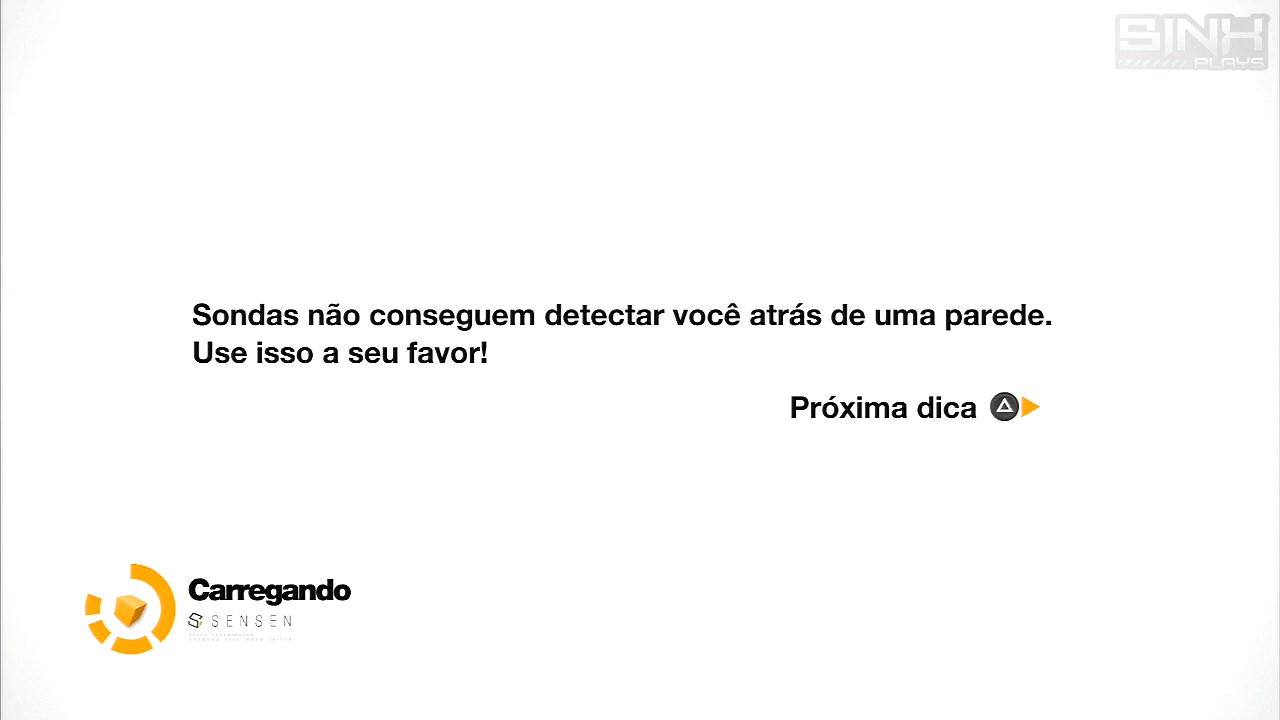 SINX
PLAYS
Sondas não conseguem detectar você atrás de uma parede.
Use isso a seu favor!
Próxima dica
Carregando
SENSEN